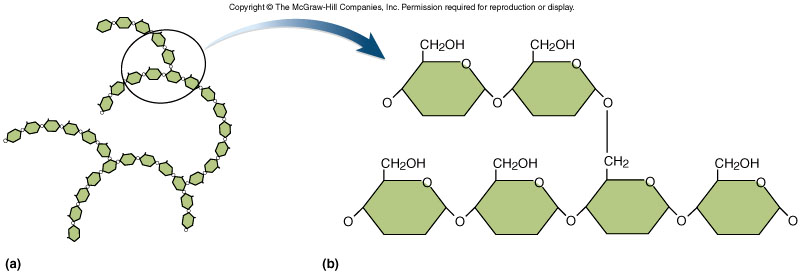 Copyright © The McGraw-Hill Companies, Inc. Permission required for reproduction or display.
CH2OH CH2OH
O O
O O O
CH2OH CH2OH CH2 CH2OH
O O O O
O O O O O
(a) (b)